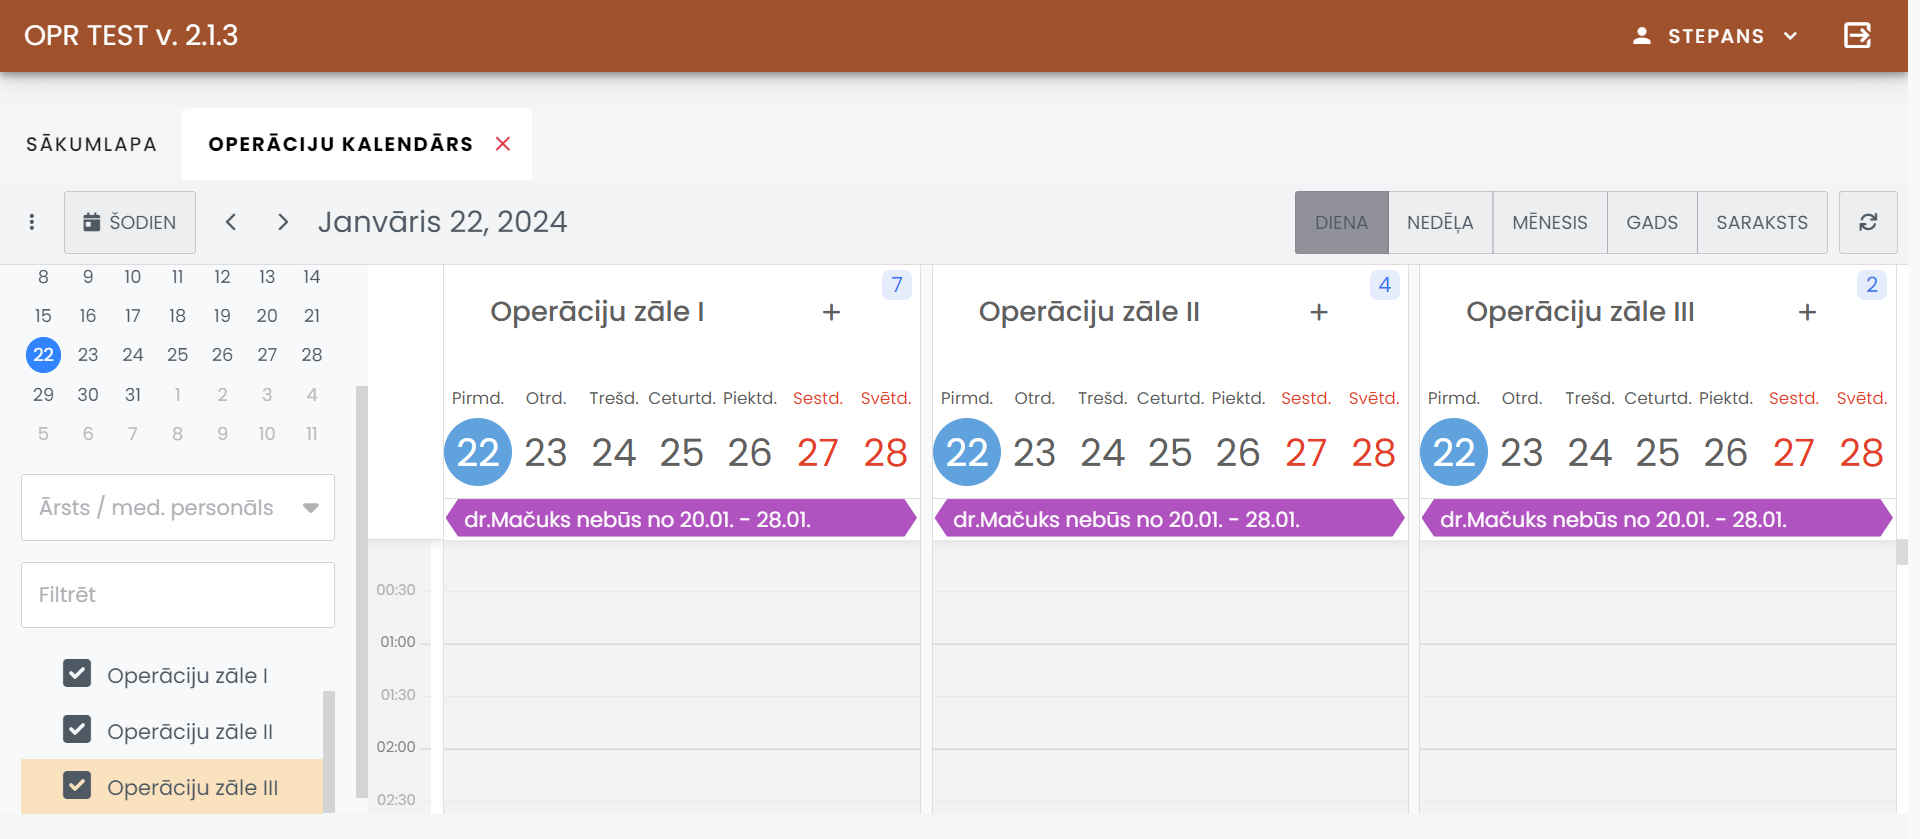 OPR TEST v. 2.1.3
STEPANS
SĀKUMLAPA
OPERĀCIJU KALENDĀRS
ŠODIEN
Janvāris 22, 2024
DIENA NEDĒĻA MĒNESIS GADS SARAKSTS
8 9 10 11 12 13 14
15 16 17 18 19 20 21
22 23 24 25 26 27 28
29 30 31 1 2 3 4
5 6 7 8 9 10 11
Ārsts / med. personāls
Filtrēt
Operāciju zāle I
Operāciju zāle II
Operāciju zāle III
7
Operāciju zāle I +
Pirmd. Otrd. Trešd. Ceturtd. Piektd. Sestd. Svētd.
22 23 24 25 26 27 28
dr.Mačuks nebūs no 20.01. - 28.01.
4
Operāciju zāle II +
Pirmd. Otrd. Trešd. Ceturtd. Piektd. Sestd. Svētd.
22 23 24 25 26 27 28
dr.Mačuks nebūs no 20.01. - 28.01.
2
Operāciju zāle III +
Pirmd. Otrd. Trešd. Ceturtd. Piektd. Sestd. Svētd.
22 23 24 25 26 27 28
dr.Mačuks nebūs no 20.01. - 28.01.
00:30
01:00
01:30
02:00
02:30